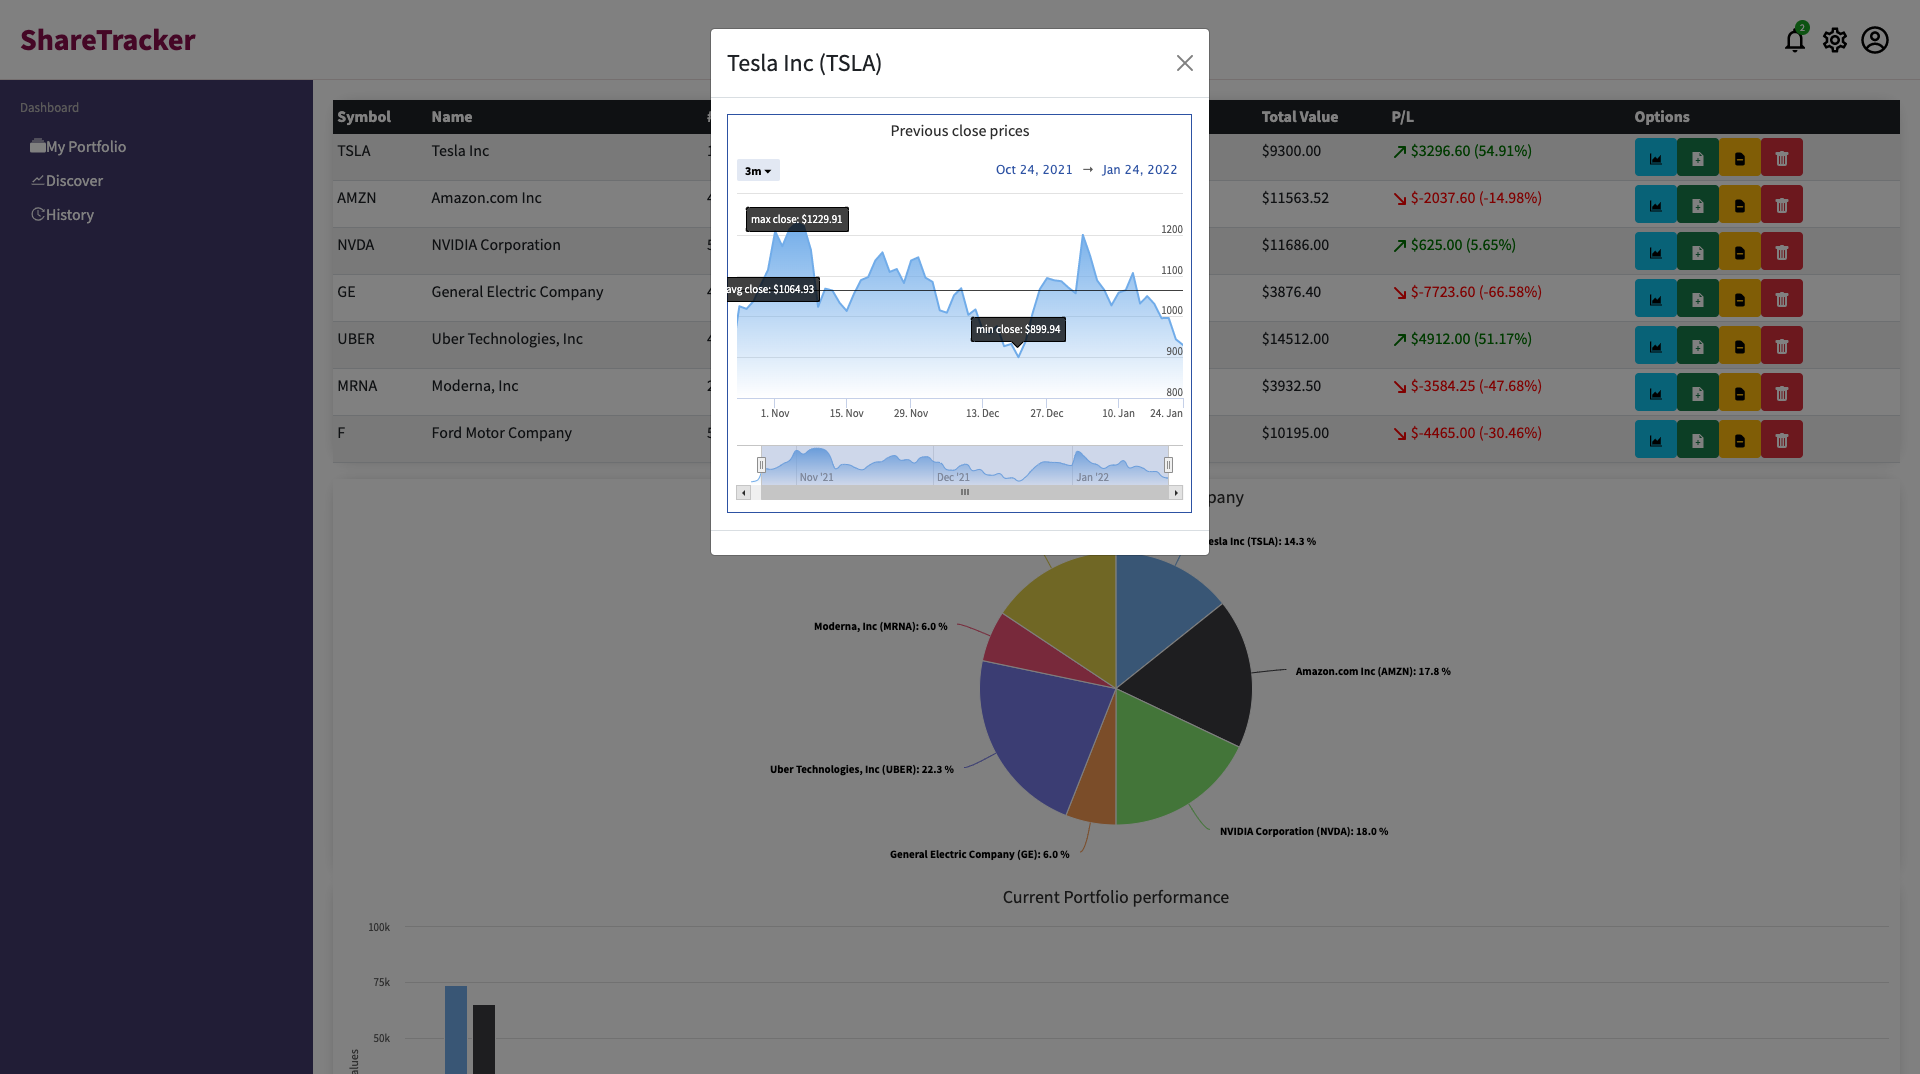 ShareTracker
2
Dashboard
My Portfolio
Discover
History
Tesla Inc (TSLA)
Previous close prices
3m
Oct 24, 2021 → Jan 24, 2022
max close: $1229.91
avg close: $1064.93
min close: $899.94
1200
1100
1000
900
800
1. Nov 15. Nov 29. Nov 13. Dec 27. Dec 10. Jan 24. Jan
Nov '21 Dec '21 Jan '22
Symbol Name Total Value P/L Options
TSLA Tesla Inc $9300.00 $3296.60 (54.91%)
AMZN Amazon.com Inc $11563.52 $-2037.60 (-14.98%)
NVDA NVIDIA Corporation $11686.00 $625.00 (5.65%)
GE General Electric Company $3876.40 $-7723.60 (-66.58%)
UBER Uber Technologies, Inc $14512.00 $4912.00 (51.17%)
MRNA Moderna, Inc $3932.50 $-3584.25 (-47.68%)
F Ford Motor Company $10195.00 $-4465.00 (-30.46%)
pany
esla Inc (TSLA): 14.3 %
Moderna, Inc (MRNA): 6.0 %
Amazon.com Inc (AMZN): 17.8 %
Uber Technologies, Inc (UBER): 22.3 %
NVIDIA Corporation (NVDA): 18.0 %
General Electric Company (GE): 6.0 %
Current Portfolio performance
100k
75k
50k
alues